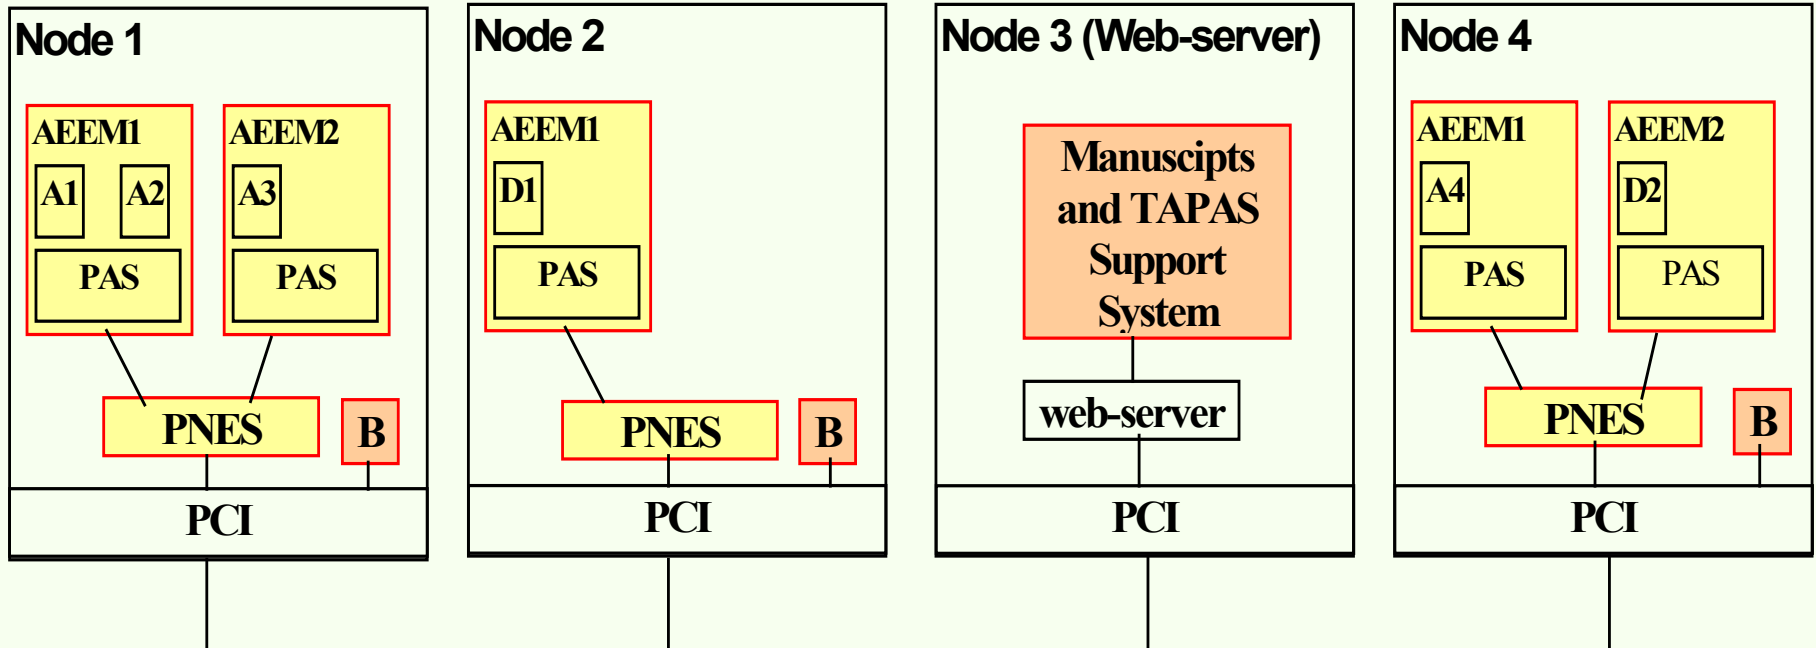 Node 1
AEEM1
A1
A2
PAS
AEEM2
A3
PAS
PNES
B
PCI
Node 2
AEEM1
D1
PAS
PNES
B
PCI
Node 3 (Web-server)
Manuscipts
and TAPAS
Support
System
web-server
PCI
Node 4
AEEM1
A4
PAS
AEEM2
D2
PAS
PNES
B
PCI